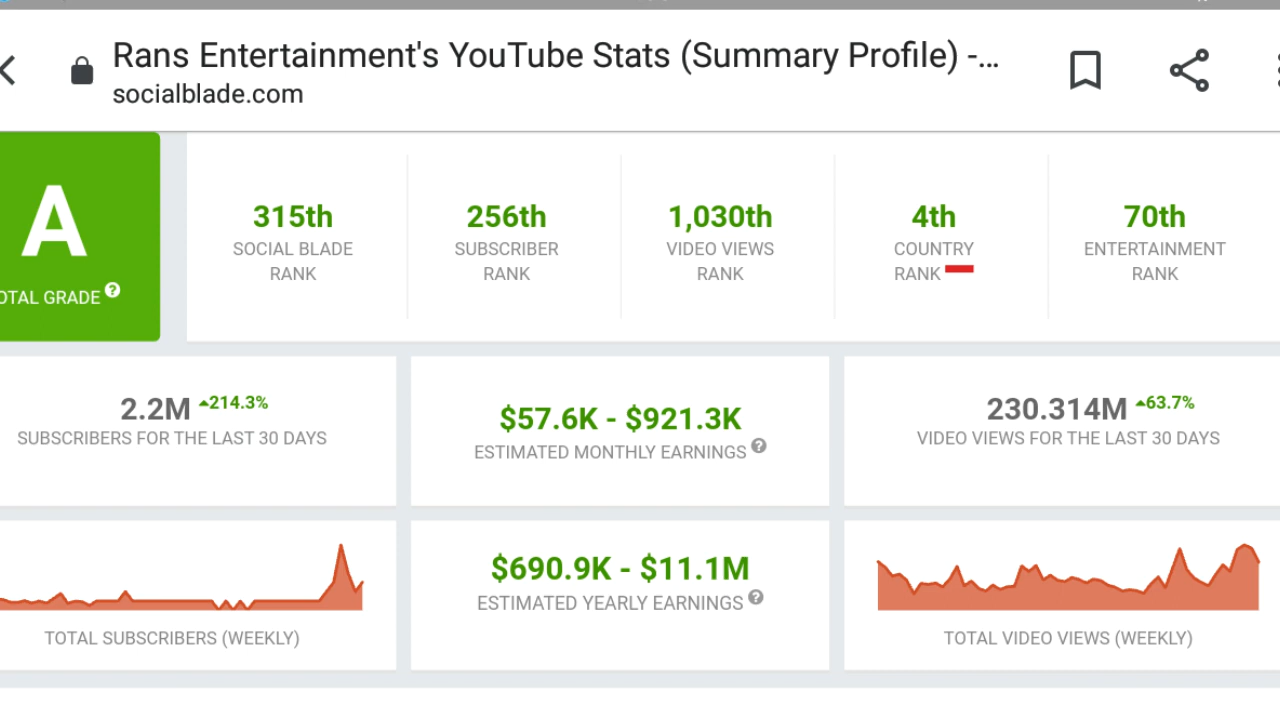 Rans Entertainment's YouTube Stats (Summary Profile) -...
socialblade.com
A
OTAL GRADE ?
315th
SOCIAL BLADE
RANK
256th
SUBSCRIBER
RANK
1,030th
VIDEO VIEWS
RANK
4th
COUNTRY
RANK
70th
ENTERTAINMENT
RANK
2.2M 214.3%
SUBSCRIBERS FOR THE LAST 30 DAYS
$57.6K - $921.3K
ESTIMATED MONTHLY EARNINGS ?
230.314M 63.7%
VIDEO VIEWS FOR THE LAST 30 DAYS
TOTAL SUBSCRIBERS (WEEKLY)
$690.9K - $11.1M
ESTIMATED YEARLY EARNINGS ?
TOTAL VIDEO VIEWS (WEEKLY)